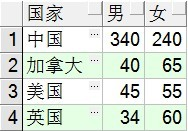 国家 男 女
1 中国 ... 340 240
2 加拿大 ... 40 65
3 美国 ... 45 55
4 英国 ... 34 60